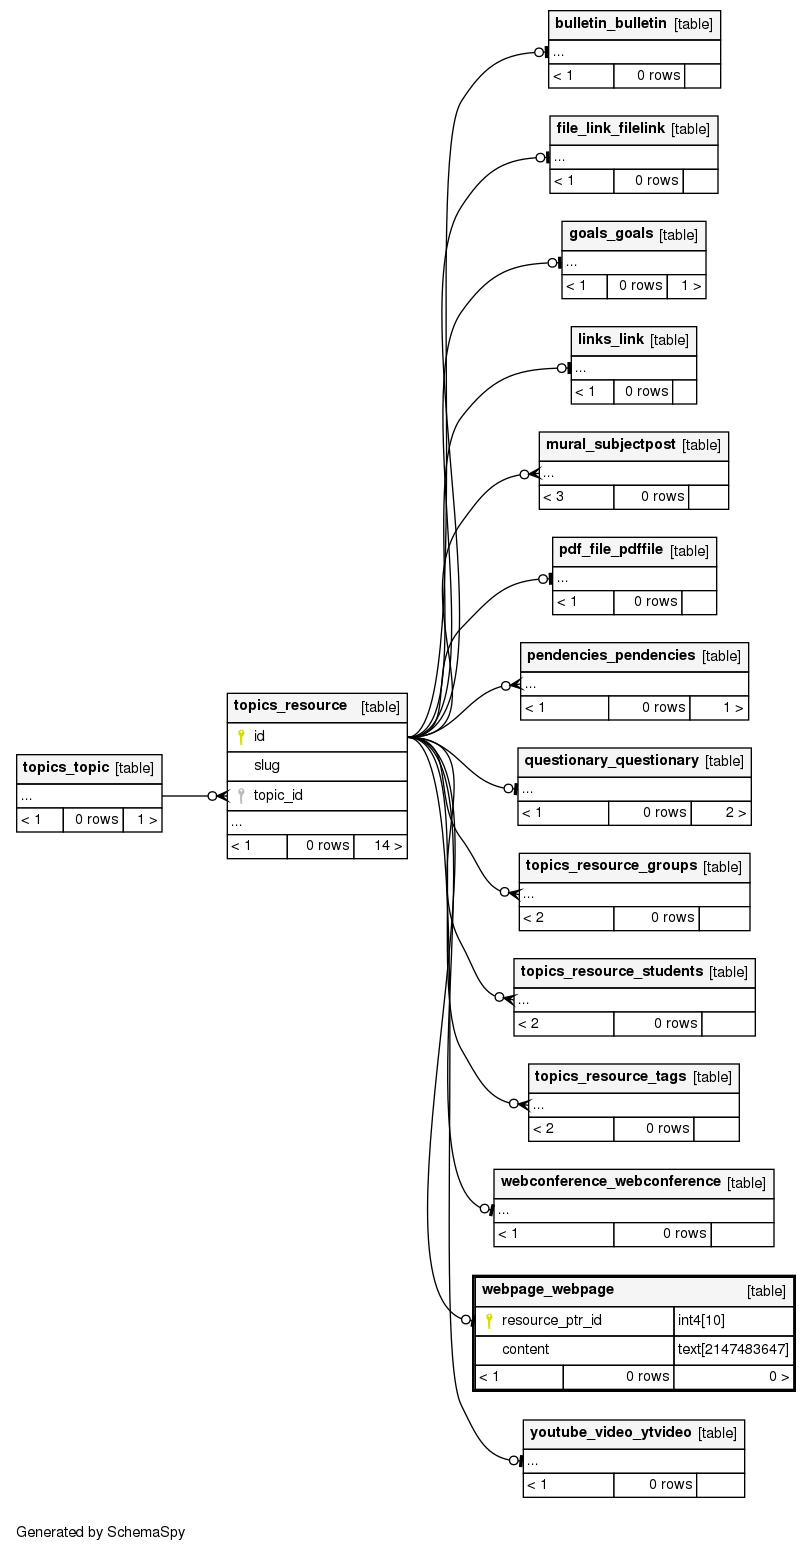 bulletin_bulletin [table]
...
< 1 0 rows
file_link_filelink [table]
...
< 1 0 rows
goals_goals [table]
...
< 1 0 rows 1 >
links_link [table]
...
< 1 0 rows
mural_subjectpost [table]
...
< 3 0 rows
pdf_file_pdffile [table]
...
< 1 0 rows
pendencies_pendencies [table]
...
< 1 0 rows 1 >
topics_resource [table]
id
slug
topic_id
...
< 1 0 rows 14 >
topics_topic [table]
...
< 1 0 rows 1 >
questionary_questionary [table]
...
< 1 0 rows 2 >
topics_resource_groups [table]
...
< 2 0 rows
topics_resource_students [table]
...
< 2 0 rows
topics_resource_tags [table]
...
< 2 0 rows
webconference_webconference [table]
...
< 1 0 rows
webpage_webpage [table]
resource_ptr_id int4[10]
content text[2147483647]
< 1 0 rows 0 >
youtube_video_ytvideo [table]
...
< 1 0 rows
Generated by SchemaSpy